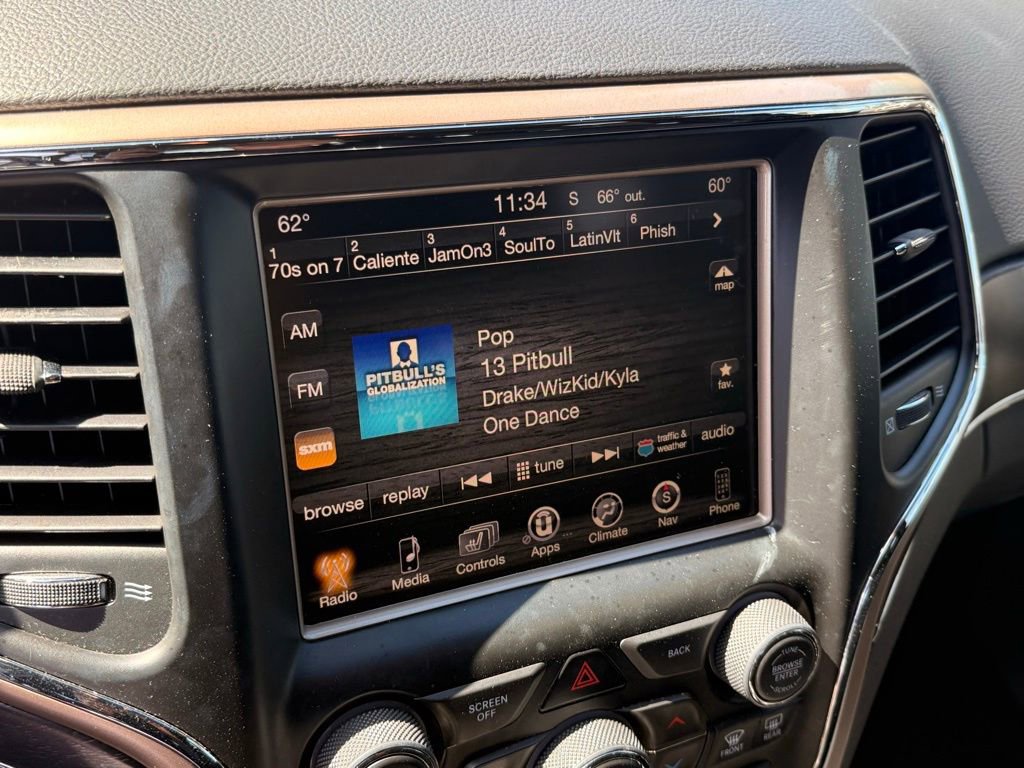 62° 11:34 S 66° out. 60°
1 2 3 4 5 6
70s on 7 Caliente JamOn3 SoulTo LatinVlt Phish
map
AM
PITBULL'S
GLOBALIZATION
Pop
13 Pitbull
Drake/WizKid/Kyla
One Dance
FM
fav.
sxm
browse replay tune traffic & weather audio
Radio Media Controls Apps Climate Nav Phone
S
SCREEN
OFF
BACK
TUNE
BROWSE
ENTER
SCROLL
FRONT
REAR